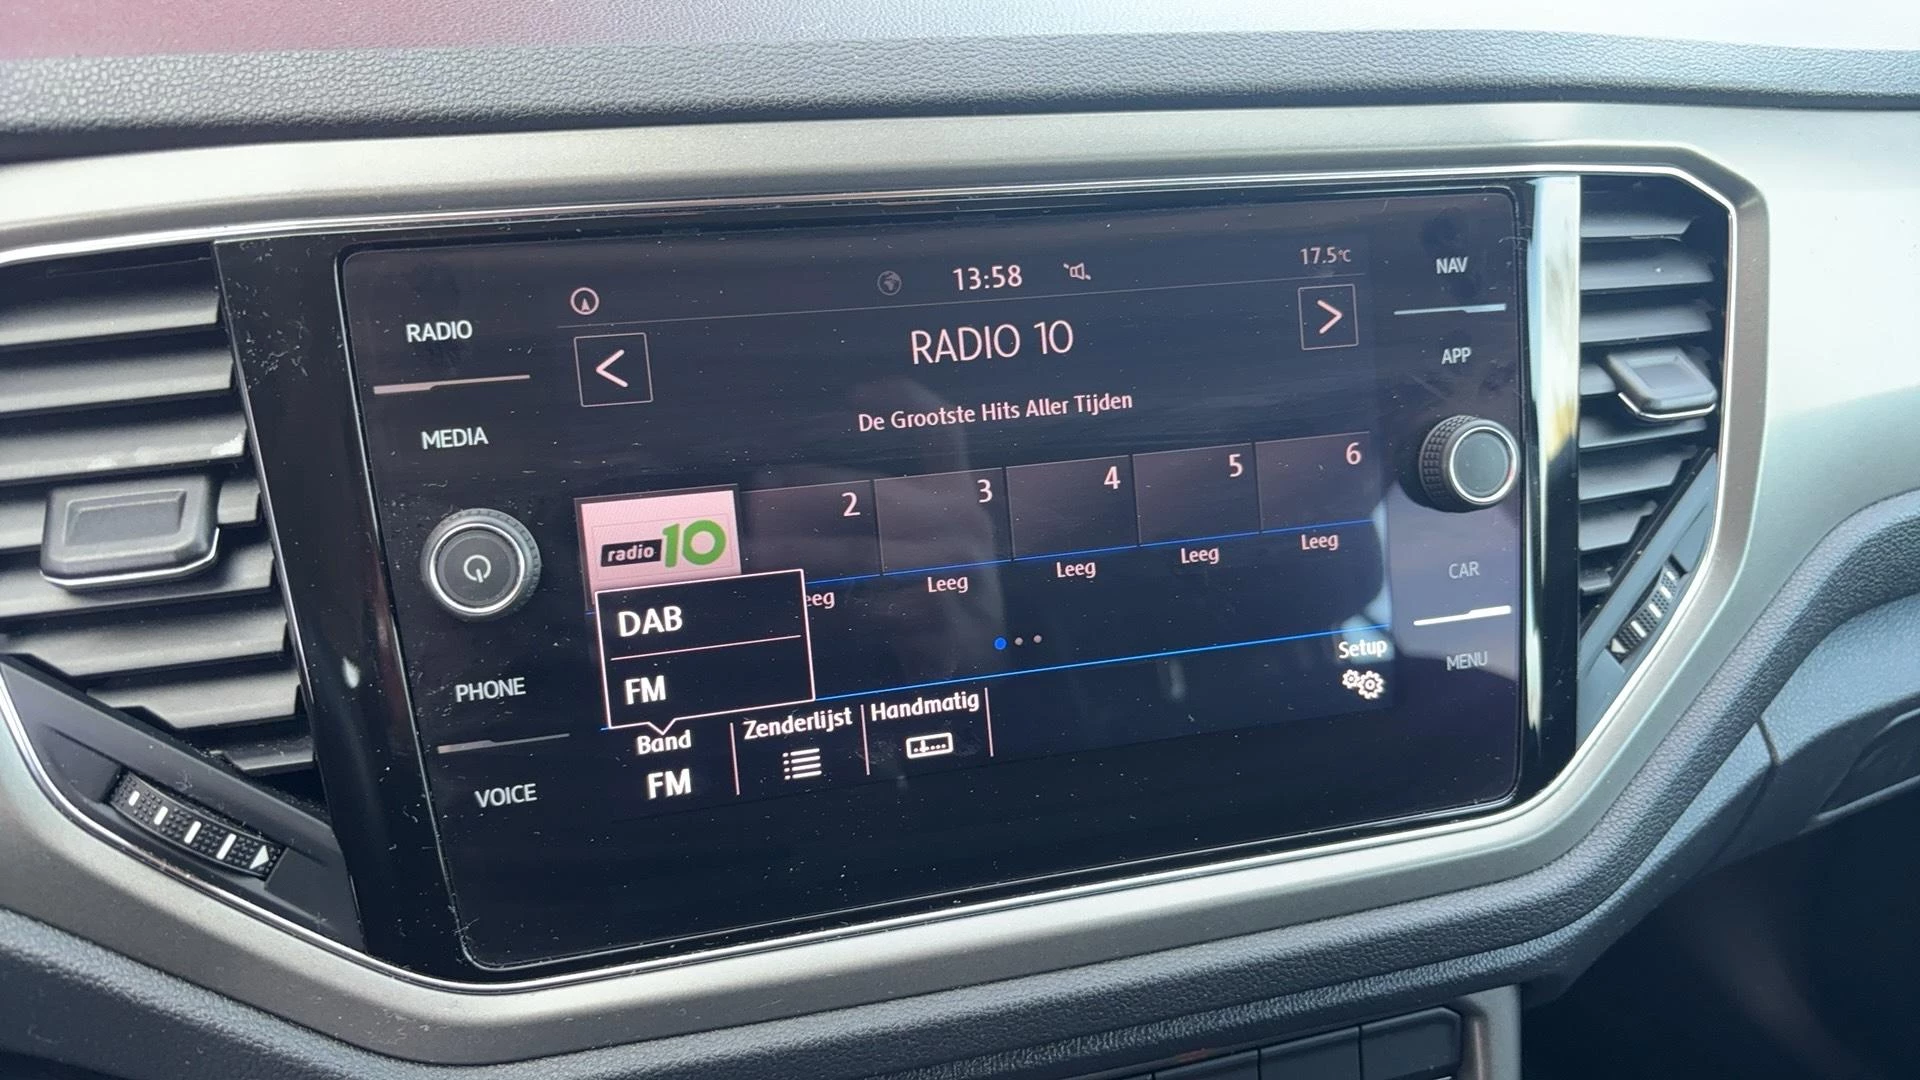 13:58
17.5°C
NAV
RADIO
RADIO 10
APP
De Grootste Hits Aller Tijden
MEDIA
radio 10
2
3
4
5
6
eeg
Leeg
Leeg
Leeg
Leeg
CAR
DAB
FM
Setup
MENU
PHONE
Band
Zenderlijst
Handmatig
FM
VOICE